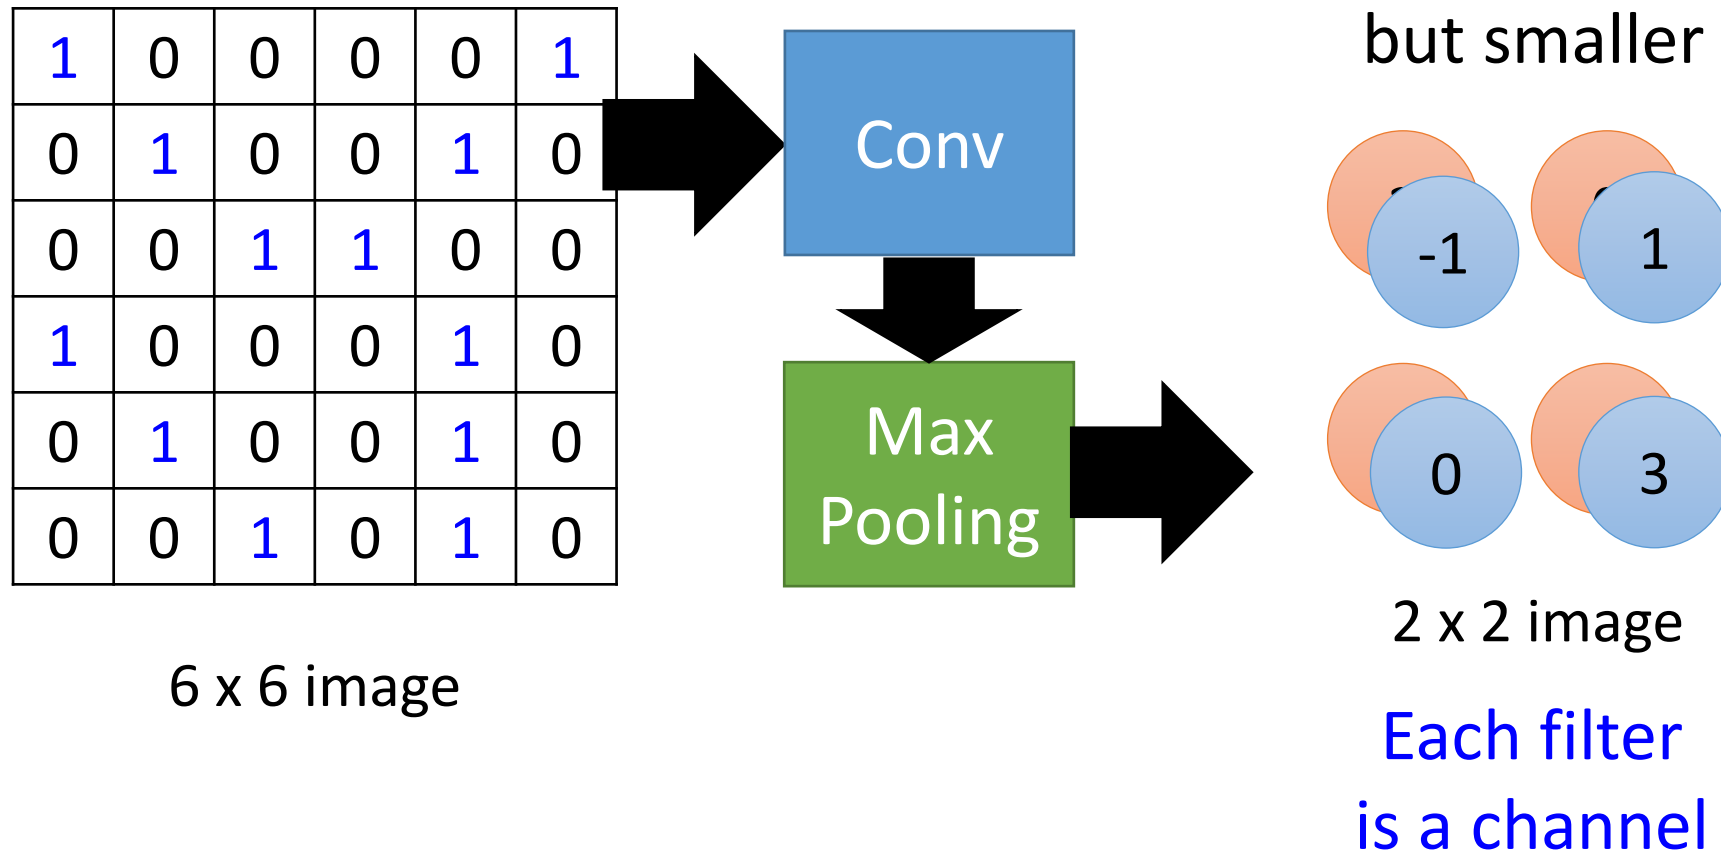 1 0 0 0 0 1
0 1 0 0 1 0
0 0 1 1 0 0
1 0 0 0 1 0
0 1 0 0 1 0
0 0 1 0 1 0
6 x 6 image
Conv
Max
Pooling
but smaller
-1 1
0 3
2 x 2 image
Each filter
is a channel